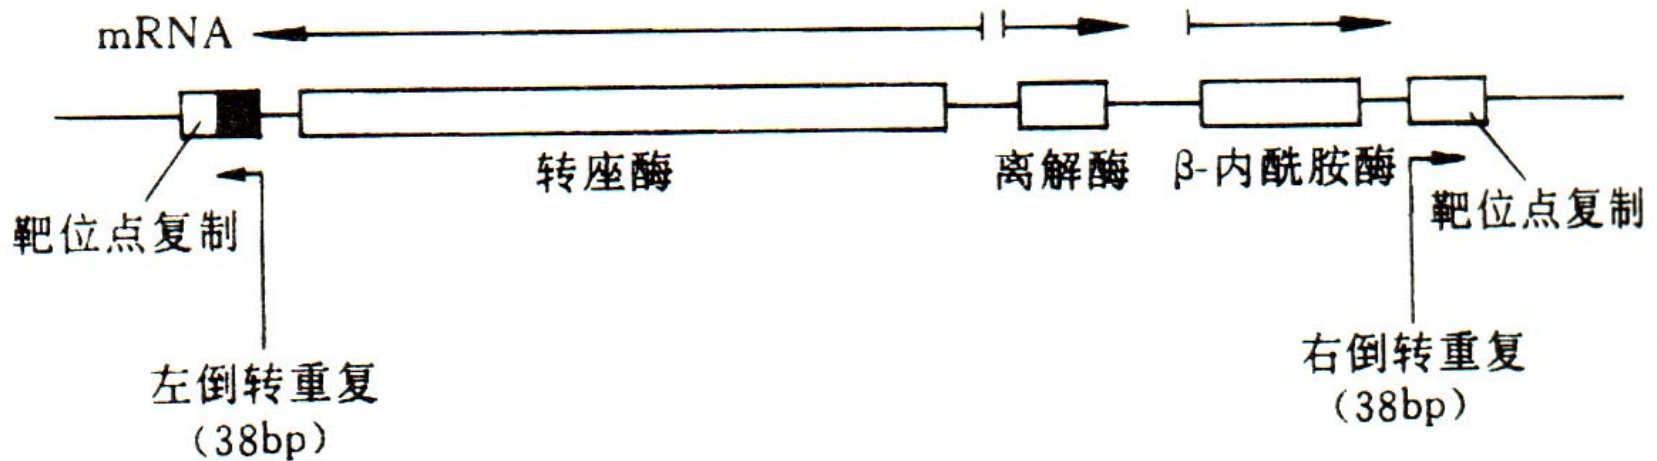 mRNA
转座酶
离解酶
β-内酰胺酶
靶位点复制
靶位点复制
左倒转重复
(38bp)
右倒转重复
(38bp)